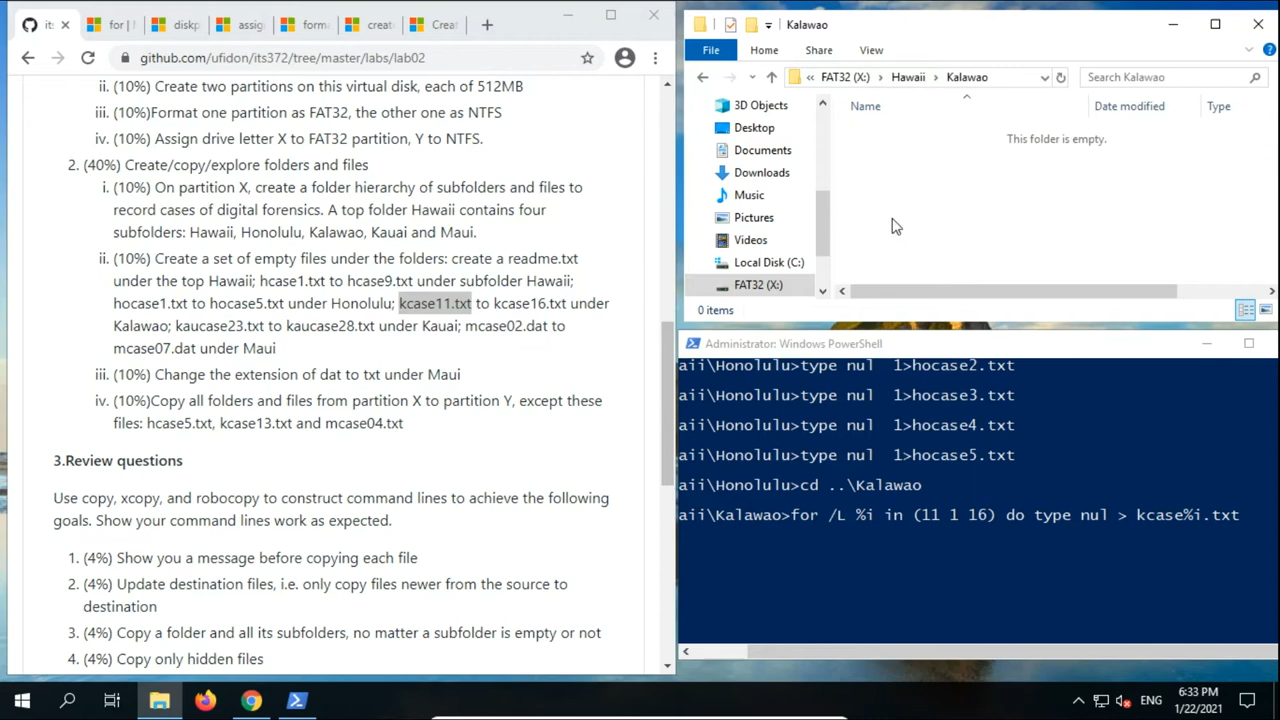 its
for |
diskp
assig
forma
create
Creat
github.com/ufidon/its372/tree/master/labs/lab02
ii. (10%) Create two partitions on this virtual disk, each of 512MB
iii. (10%)Format one partition as FAT32, the other one as NTFS
iv. (10%) Assign drive letter X to FAT32 partition, Y to NTFS.
2. (40%) Create/copy/explore folders and files
i. (10%) On partition X, create a folder hierarchy of subfolders and files to
record cases of digital forensics. A top folder Hawaii contains four
subfolders: Hawaii, Honolulu, Kalawao, Kauai and Maui.
ii. (10%) Create a set of empty files under the folders: create a readme.txt
under the top Hawaii; hcase1.txt to hcase9.txt under subfolder Hawaii;
hocase1.txt to hocase5.txt under Honolulu; kcase11.txt to kcase16.txt under
Kalawao; kaucase23.txt to kaucase28.txt under Kauai; mcase02.dat to
mcase07.dat under Maui
iii. (10%) Change the extension of dat to txt under Maui
iv. (10%)Copy all folders and files from partition X to partition Y, except these
files: hcase5.txt, kcase13.txt and mcase04.txt
3.Review questions
Use copy, xcopy, and robocopy to construct command lines to achieve the following
goals. Show your command lines work as expected.
1. (4%) Show you a message before copying each file
2. (4%) Update destination files, i.e. only copy files newer from the source to
destination
3. (4%) Copy a folder and all its subfolders, no matter a subfolder is empty or not
4. (4%) Copy only hidden files
Kalawao
File Home Share View
« FAT32 (X:) > Hawaii > Kalawao
Search Kalawao
Name Date modified Type
This folder is empty.
3D Objects
Desktop
Documents
Downloads
Music
Pictures
Videos
Local Disk (C:)
FAT32 (X:)
0 items
Administrator: Windows PowerShell
aii\Honolulu>type nul  1>hocase2.txt
aii\Honolulu>type nul  1>hocase3.txt
aii\Honolulu>type nul  1>hocase4.txt
aii\Honolulu>type nul  1>hocase5.txt
aii\Honolulu>cd ..\Kalawao
aii\Kalawao>for /L %i in (11 1 16) do type nul > kcase%i.txt
ENG
6:33 PM
1/22/2021